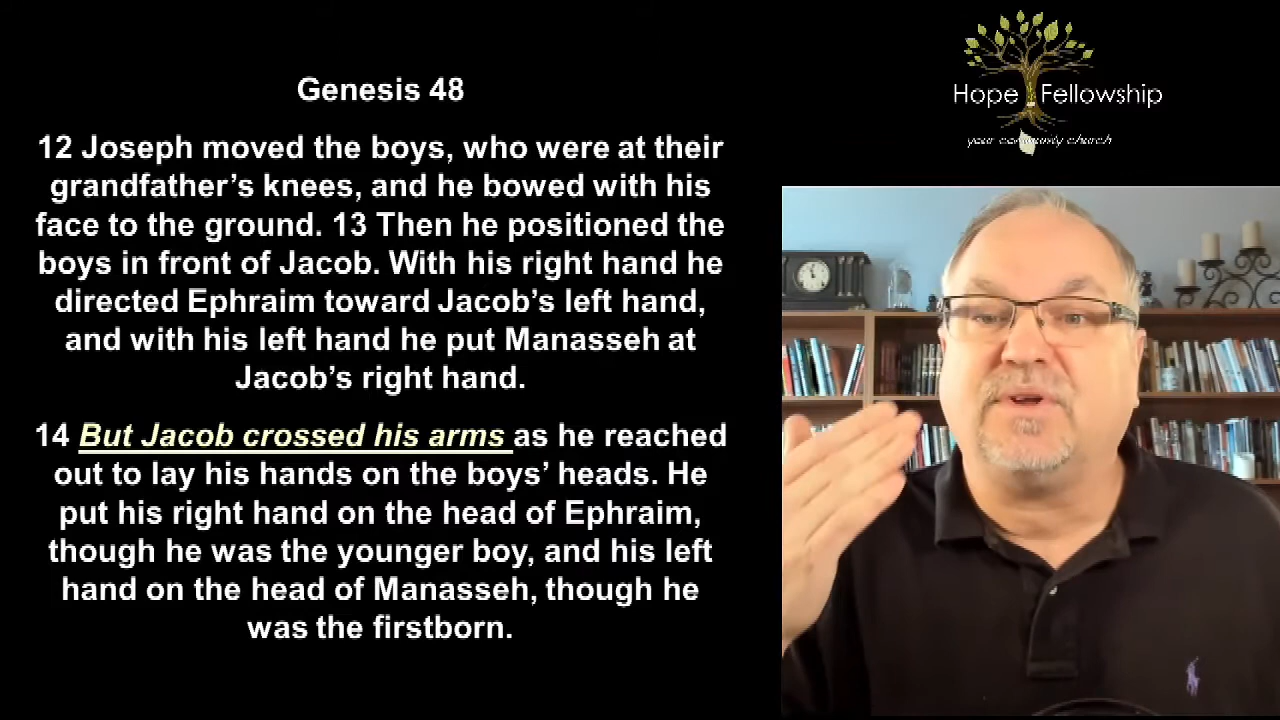 Genesis 48
12 Joseph moved the boys, who were at their
grandfather’s knees, and he bowed with his
face to the ground. 13 Then he positioned the
boys in front of Jacob. With his right hand he
directed Ephraim toward Jacob’s left hand,
and with his left hand he put Manasseh at
Jacob’s right hand.
14 But Jacob crossed his arms as he reached
out to lay his hands on the boys’ heads. He
put his right hand on the head of Ephraim,
though he was the younger boy, and his left
hand on the head of Manasseh, though he
was the firstborn.
Hope Fellowship
your community church